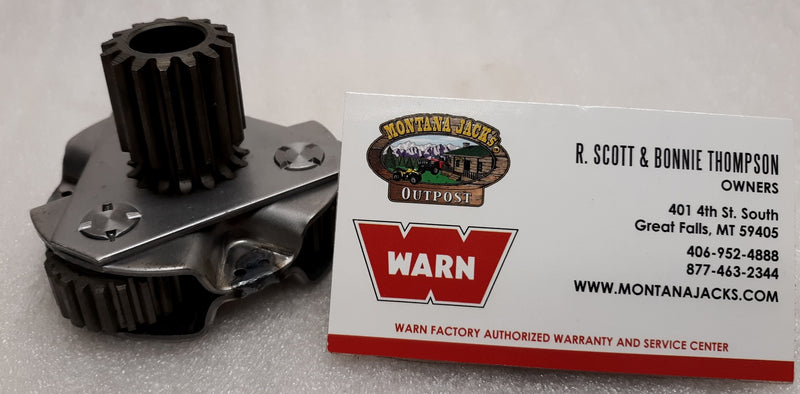 MONTANA JACK'S
OUTPOST
WARN
R. SCOTT & BONNIE THOMPSON
OWNERS
401 4th St. South
Great Falls, MT 59405
406-952-4888
877-463-2344
WWW.MONTANAJACKS.COM
WARN FACTORY AUTHORIZED WARRANTY AND SERVICE CENTER